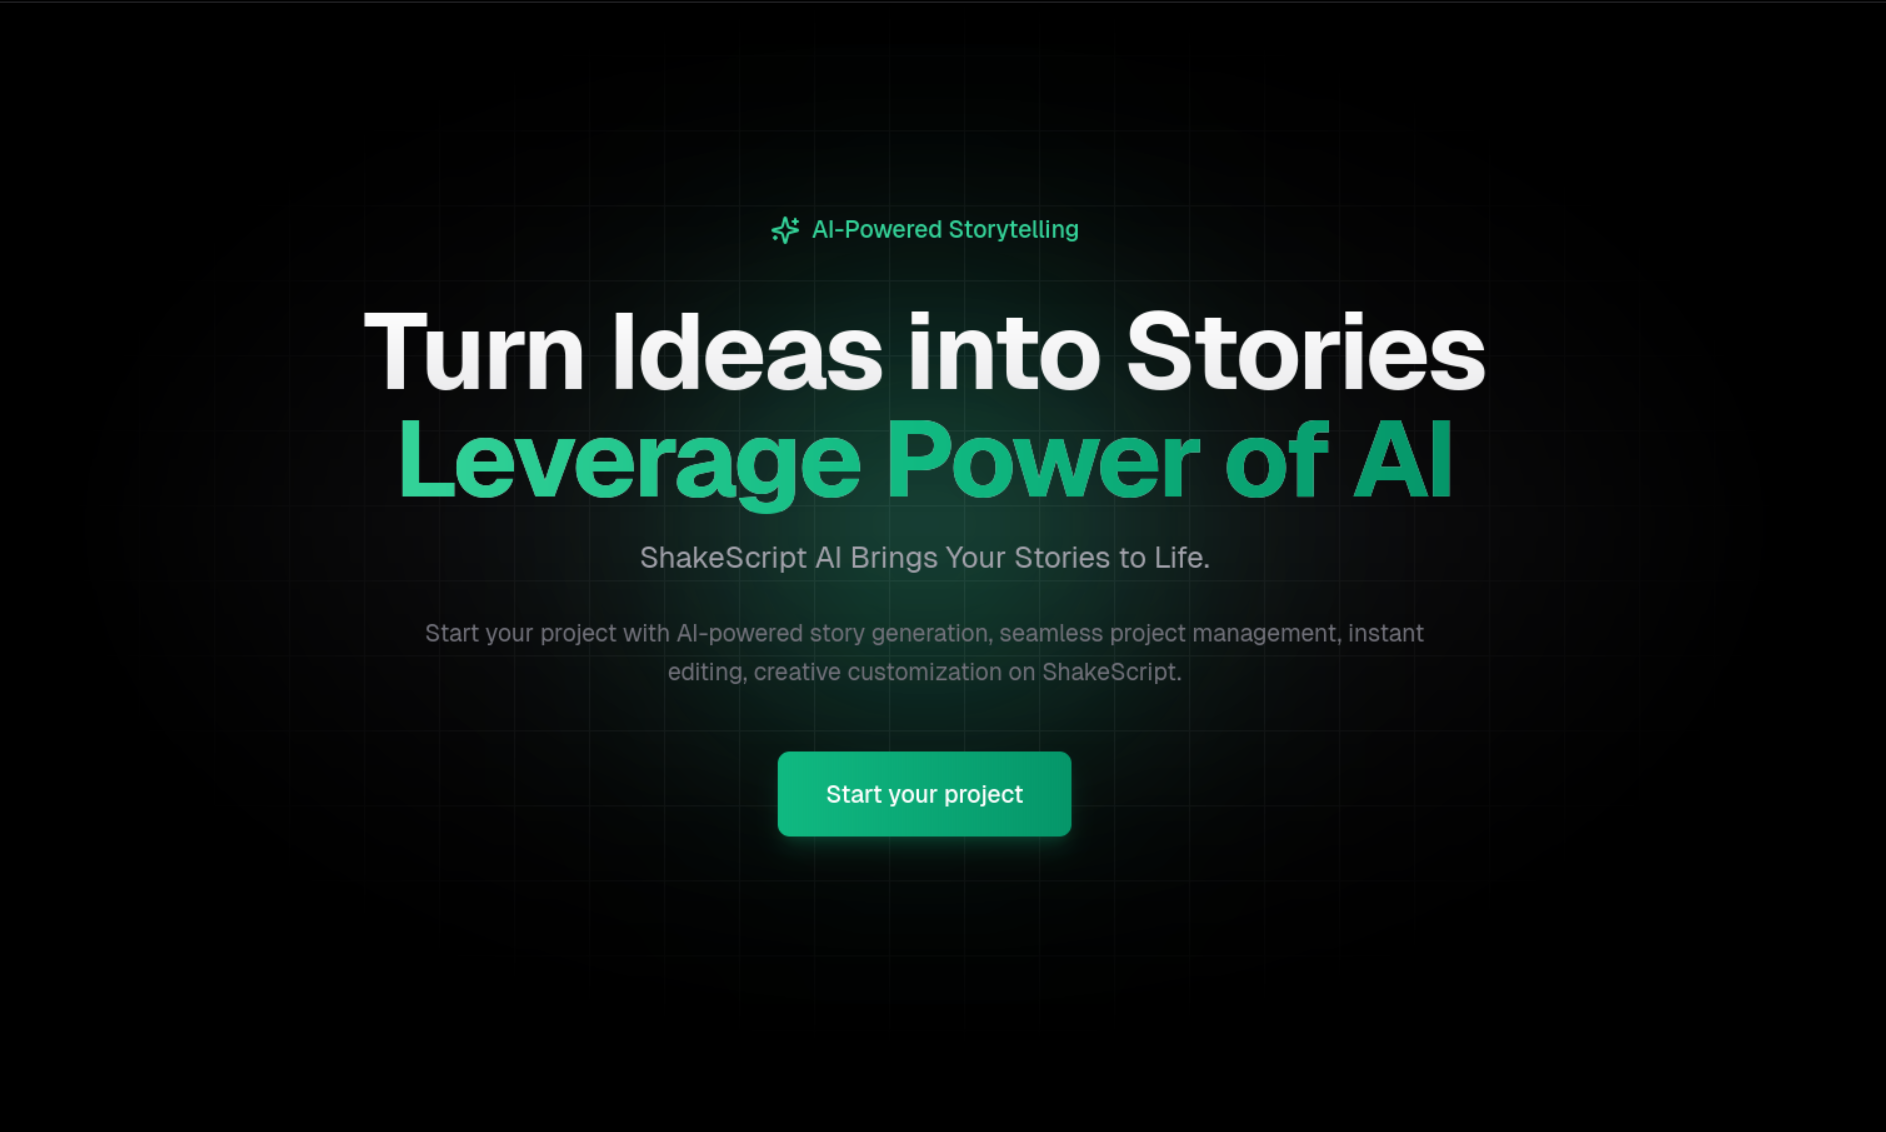 AI-Powered Storytelling
Turn Ideas into Stories
Leverage Power of AI
ShakeScript AI Brings Your Stories to Life.
Start your project with AI-powered story generation, seamless project management, instant
editing, creative customization on ShakeScript.
Start your project